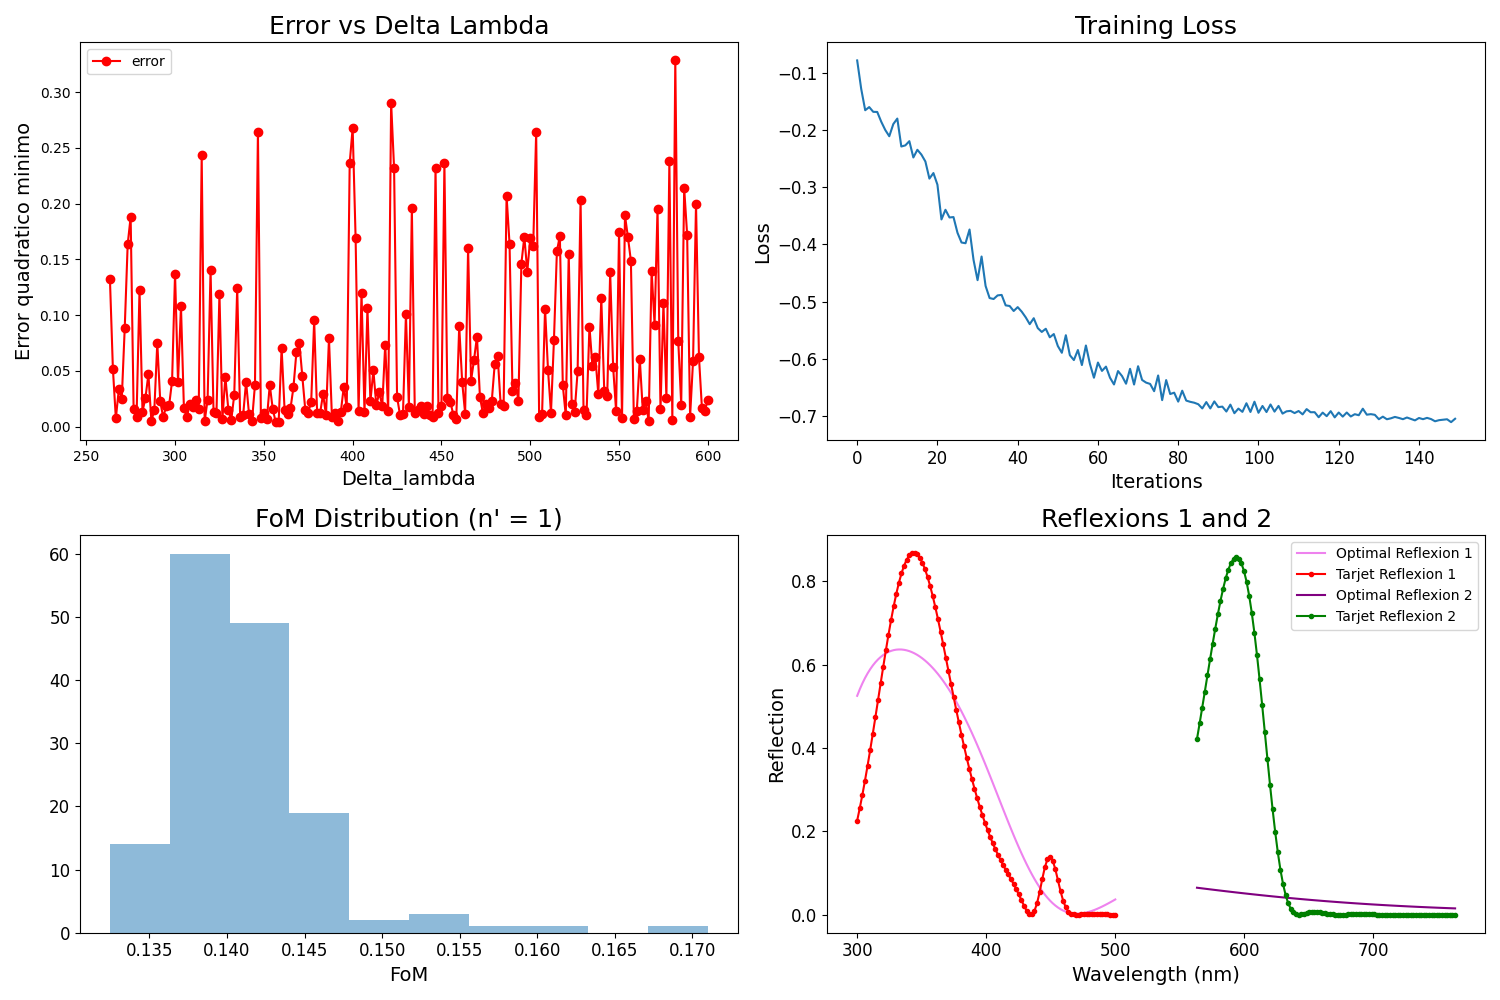 Error vs Delta Lambda
error
Error quadratico minimo
0.30
0.25
0.20
0.15
0.10
0.05
0.00
250 300 350 400 450 500 550 600
Delta_lambda
Training Loss
Loss
−0.1
−0.2
−0.3
−0.4
−0.5
−0.6
−0.7
0 20 40 60 80 100 120 140
Iterations
FoM Distribution (n' = 1)
60
50
40
30
20
10
0
0.135 0.140 0.145 0.150 0.155 0.160 0.165 0.170
FoM
Reflexions 1 and 2
Optimal Reflexion 1
Tarjet Reflexion 1
Optimal Reflexion 2
Tarjet Reflexion 2
Reflection
0.8
0.6
0.4
0.2
0.0
300 400 500 600 700
Wavelength (nm)